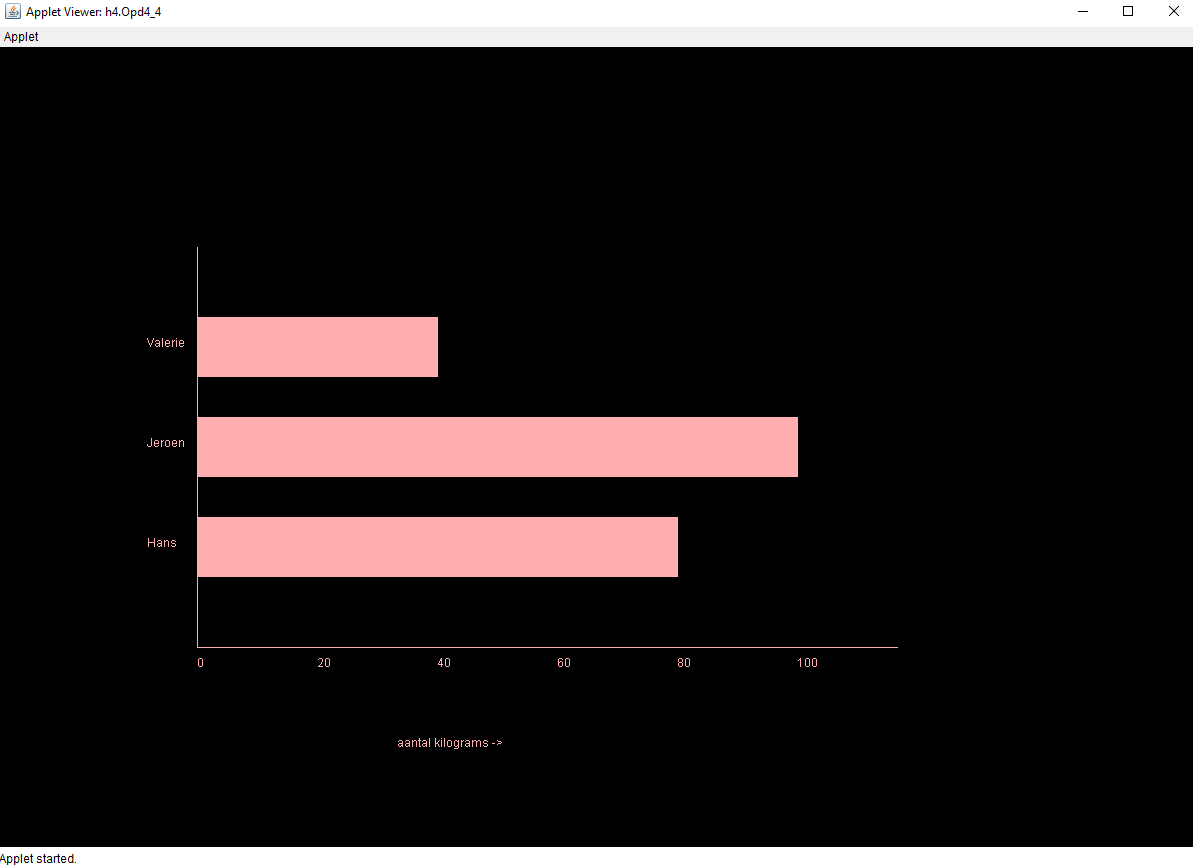 Applet Viewer: h4.Opd4_4
Applet
Valerie
Jeroen
Hans
0 20 40 60 80 100
aantal kilograms ->
Applet started.